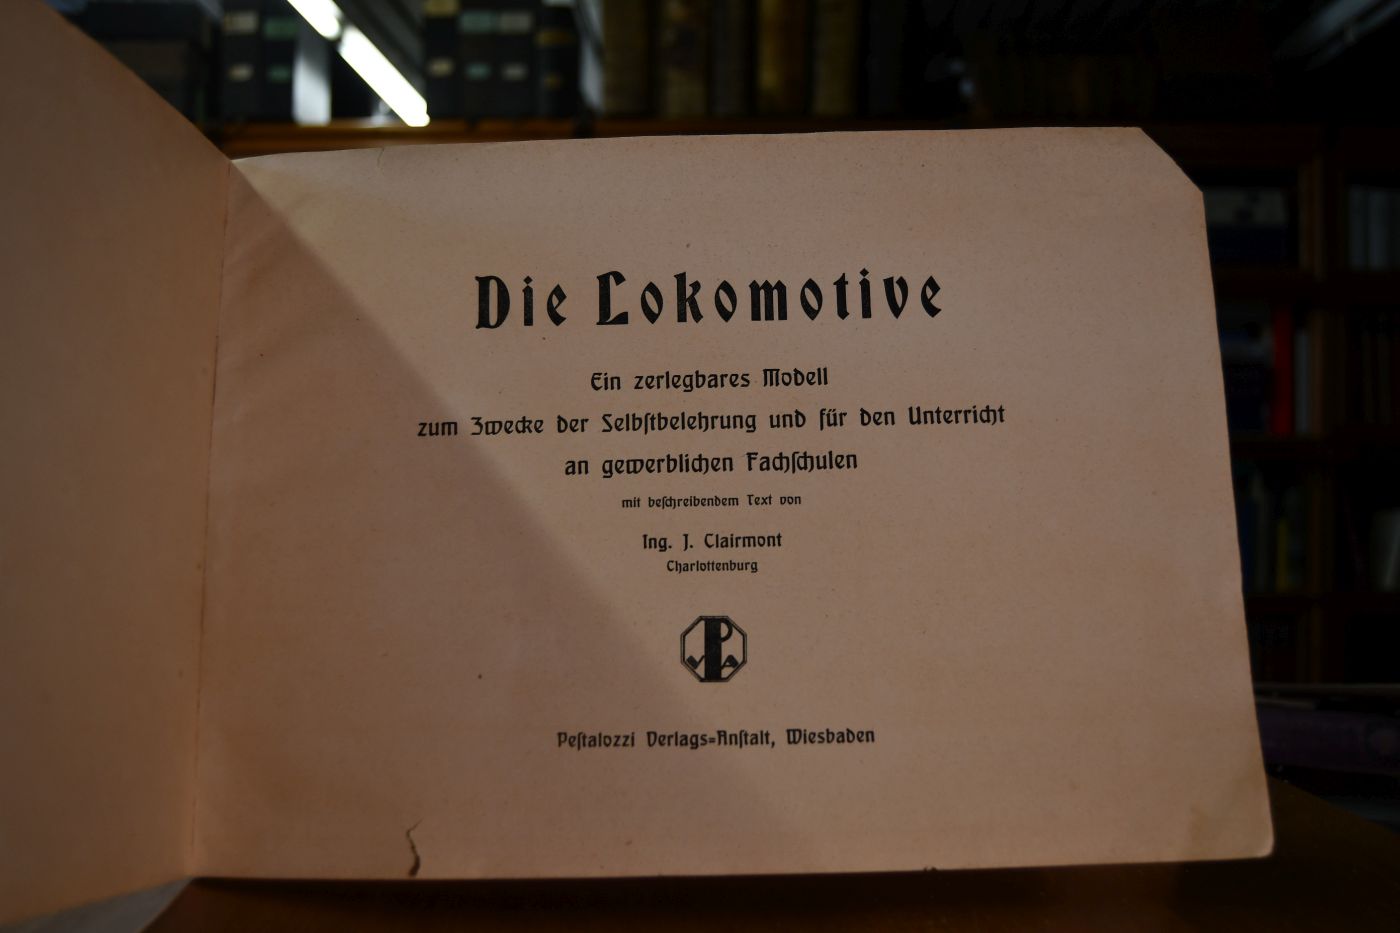 Die Lokomotive
Ein zerlegbares Modell
zum Zwecke der Selbſtbelehrung und für den Unterricht
an gewerblichen Fachſchulen
mit beſchreibendem Text von
Ing. J. Clairmont
Charlottenburg
P
V A
Peſtalozzi Verlags=Anſtalt, Wiesbaden